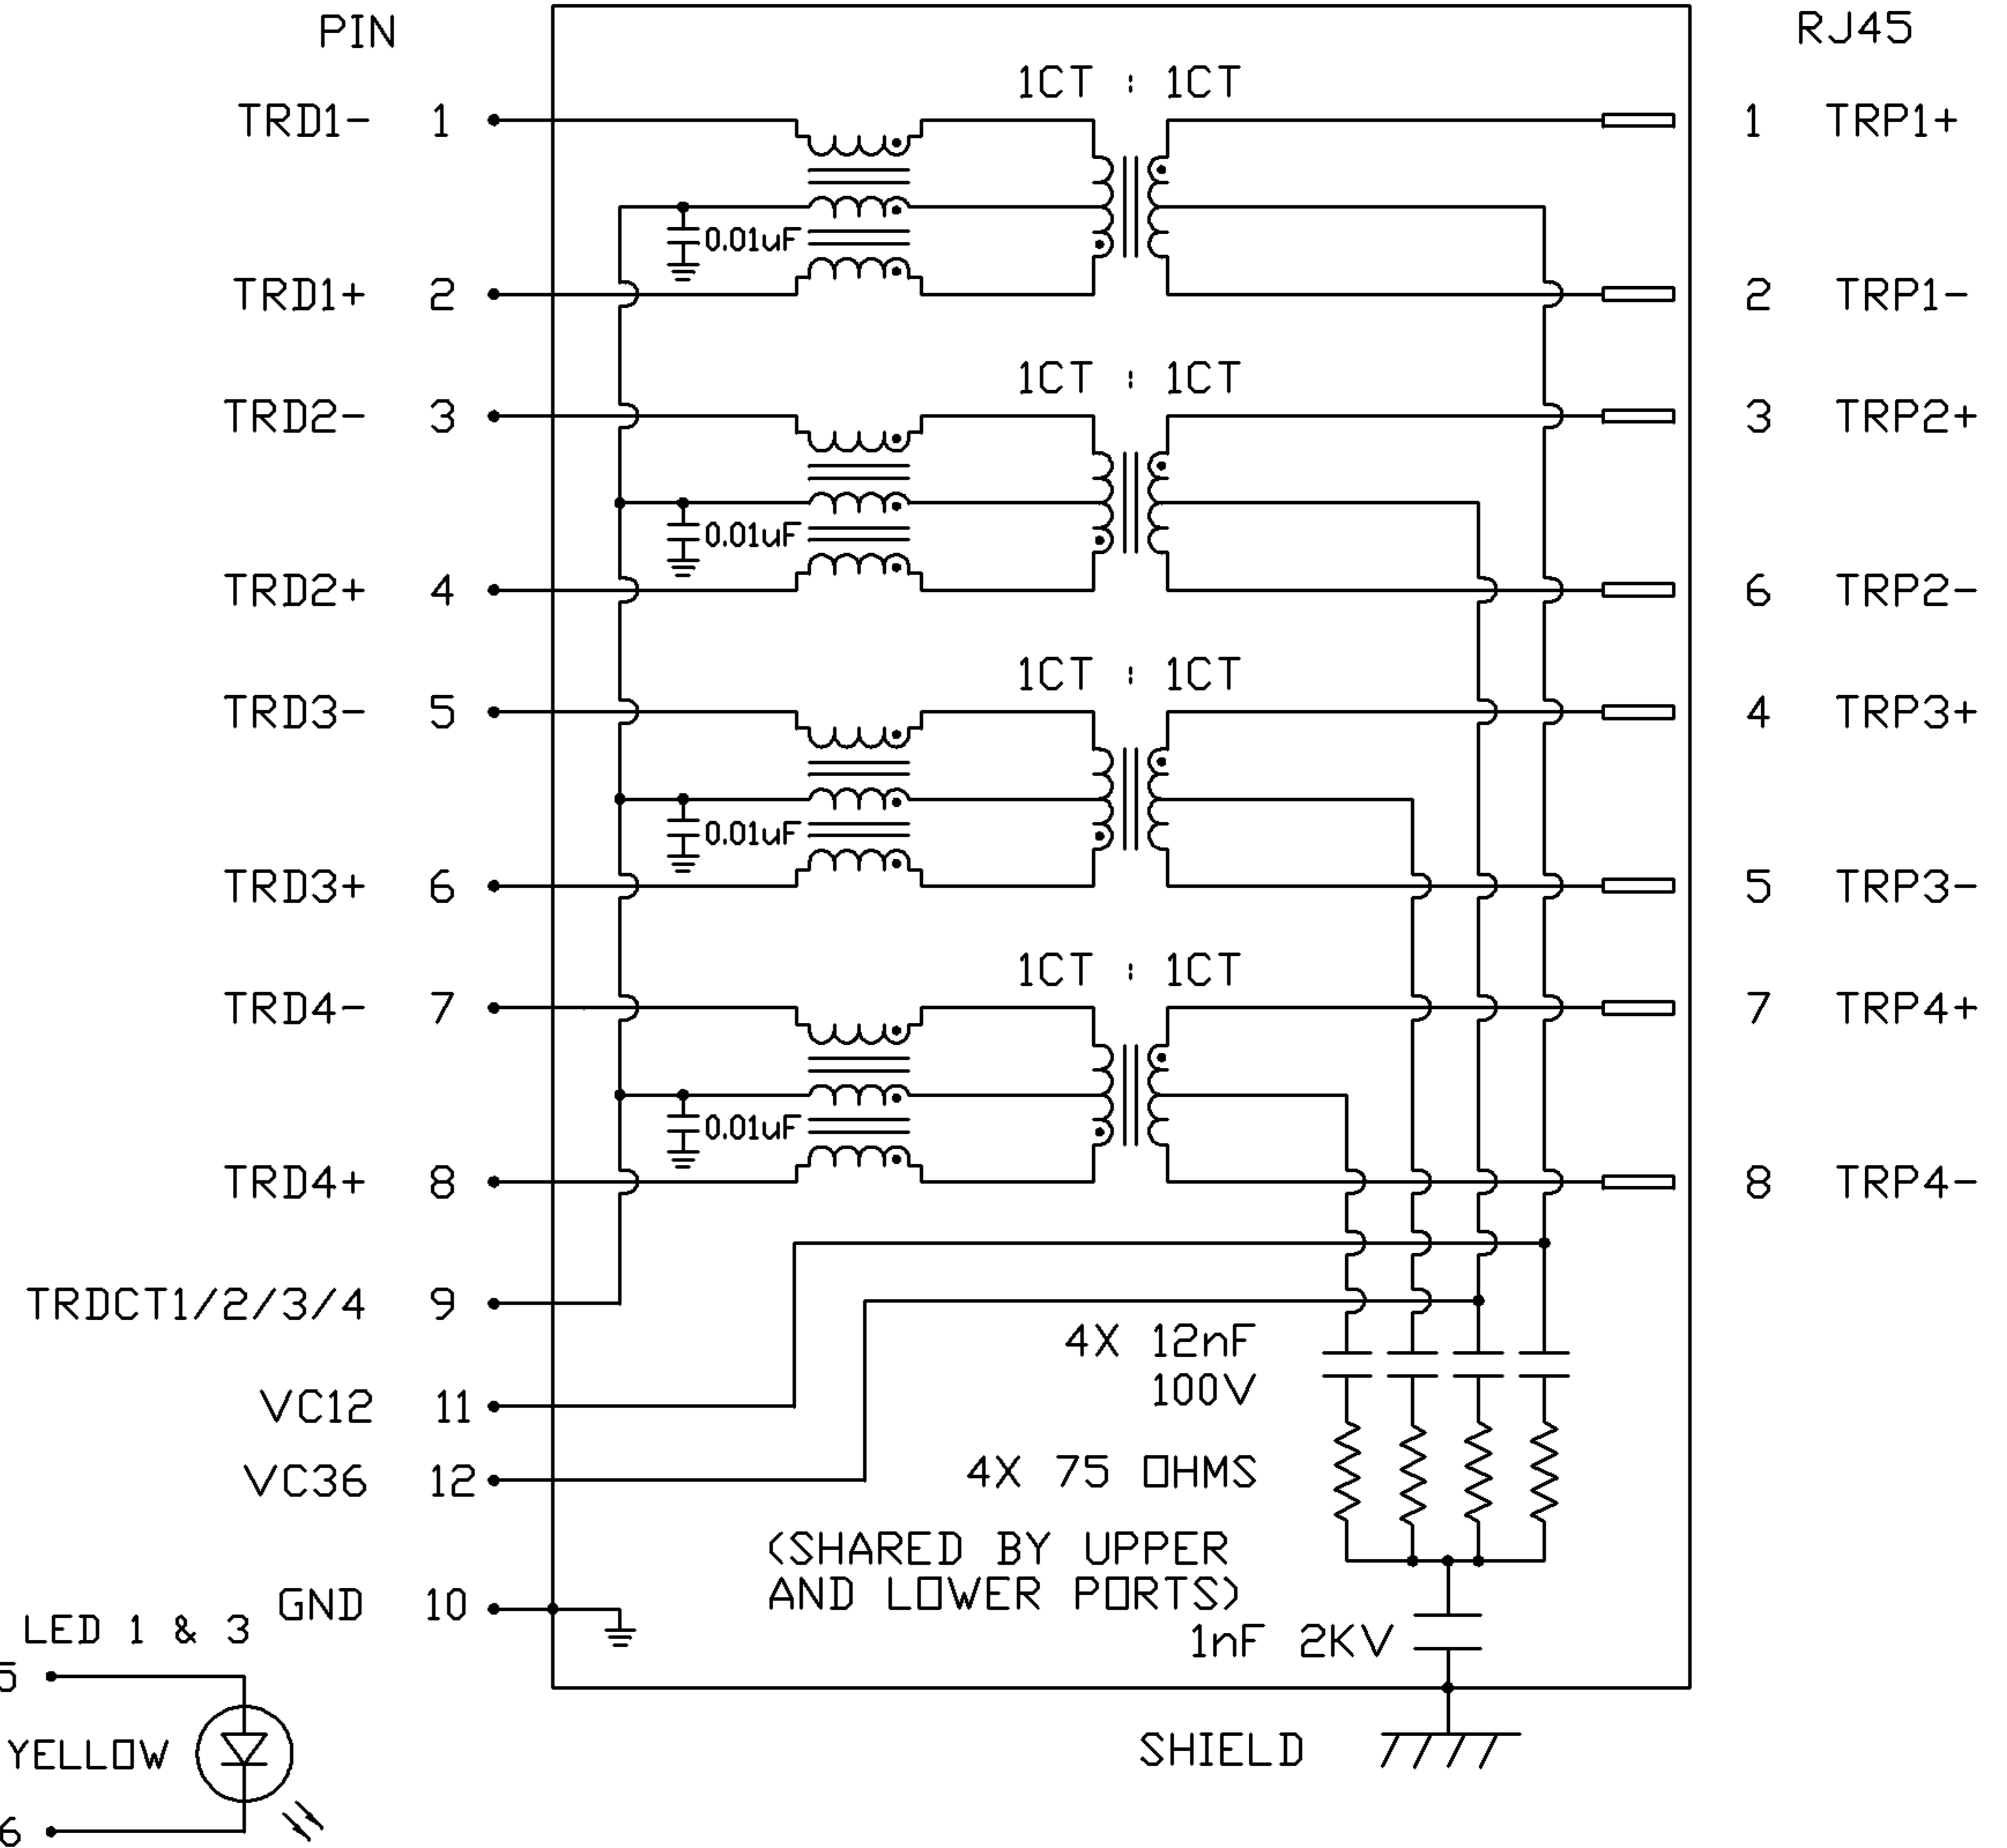 PIN RJ45
1CT : 1CT
TRD1- 1 1 TRP1+
0.01uF
TRD1+ 2 2 TRP1-
1CT : 1CT
TRD2- 3 3 TRP2+
0.01uF
TRD2+ 4 6 TRP2-
1CT : 1CT
TRD3- 5 4 TRP3+
0.01uF
TRD3+ 6 5 TRP3-
1CT : 1CT
TRD4- 7 7 TRP4+
0.01uF
TRD4+ 8 8 TRP4-
TRDCT1/2/3/4 9
4X 12nF
100V
VC12 11
VC36 12
4X 75 OHMS
(SHARED BY UPPER
AND LOWER PORTS)
GND 10
1nF 2KV
LED 1 & 3
5
YELLOW
6
SHIELD